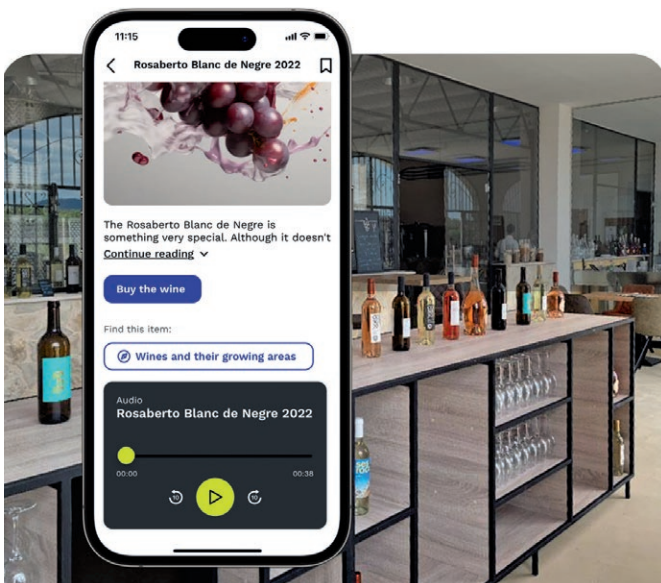 11:15
Rosaberto Blanc de Negre 2022
The Rosaberto Blanc de Negre is
something very special. Although it doesn't
Continue reading
Buy the wine
Find this item:
Wines and their growing areas
Audio
Rosaberto Blanc de Negre 2022
00:00
00:38
10
10